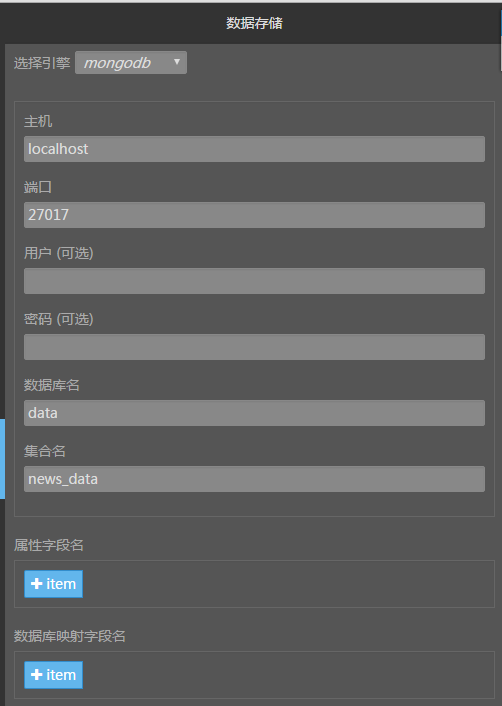 数据存储
选择引擎 mongodb
主机
localhost
端口
27017
用户 (可选)
密码 (可选)
数据库名
data
集合名
news_data
属性字段名
+ item
数据库映射字段名
+ item